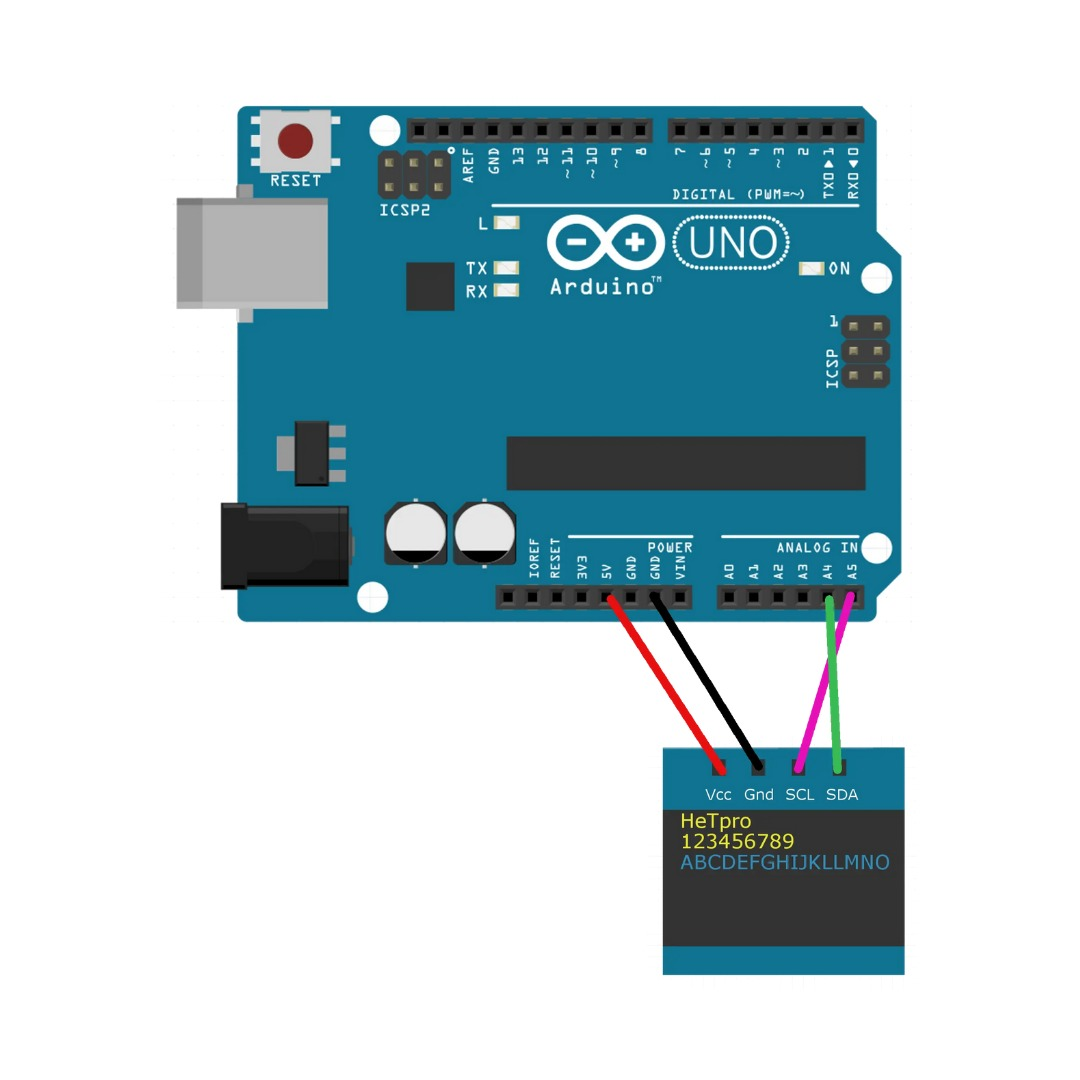 RESET
ICSP2
AREF
GND
13
12
~11
~10
~9
8
7
~6
~5
4
~3
2
TX0▶1
RX0◀0
DIGITAL (PWM=~)
L
TX
RX
UNO
Arduino™
ON
1
ICSP
POWER
ANALOG IN
IOREF
RESET
3V3
5V
GND
GND
VIN
A0
A1
A2
A3
A4
A5
Vcc Gnd SCL SDA
HeTpro
123456789
ABCDEFGHIJKLLMNO